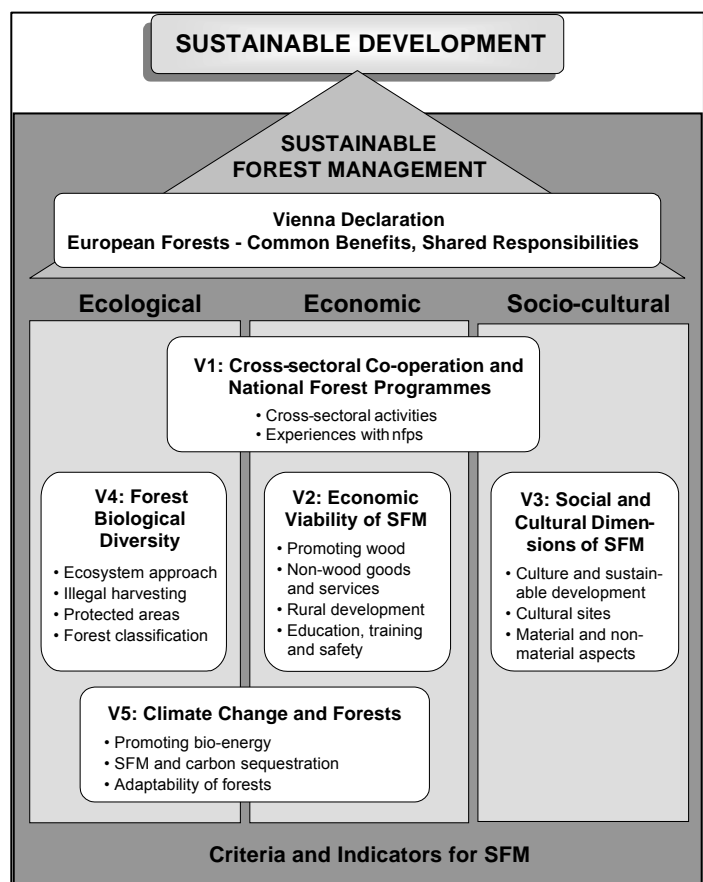 SUSTAINABLE DEVELOPMENT
SUSTAINABLE
FOREST MANAGEMENT
Vienna Declaration
European Forests - Common Benefits, Shared Responsibilities
Ecological
Economic
Socio-cultural
V1: Cross-sectoral Co-operation and
National Forest Programmes
• Cross-sectoral activities
• Experiences with nfps
V4: Forest
Biological
Diversity
• Ecosystem approach
• Illegal harvesting
• Protected areas
• Forest classification
V2: Economic
Viability of SFM
• Promoting wood
• Non-wood goods
and services
• Rural development
• Education, training
and safety
V3: Social and
Cultural Dimen-
sions of SFM
• Culture and sustain-
able development
• Cultural sites
• Material and non-
material aspects
V5: Climate Change and Forests
• Promoting bio-energy
• SFM and carbon sequestration
• Adaptability of forests
Criteria and Indicators for SFM